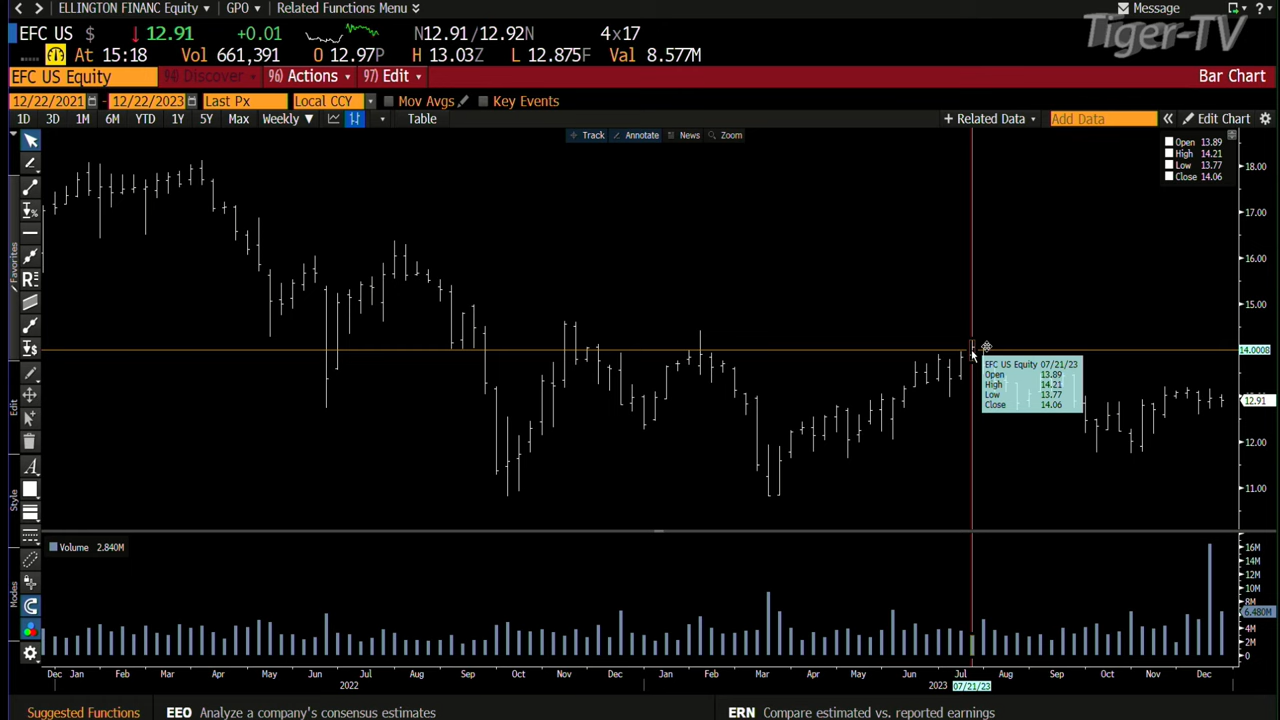 ELLINGTON FINANC Equity GPO Related Functions Menu Message
Tiger-TV
EFC US $ 12.91 +0.01 N12.91/12.92N 4x17
At 15:18 Vol 661,391 O 12.97P H 13.03Z L 12.875F Val 8.577M
EFC US Equity 94) Discover 96) Actions 97) Edit Bar Chart
12/22/2021 12/22/2023 Last Px Local CCY Mov Avgs Key Events
1D 3D 1M 6M YTD 1Y 5Y Max Weekly ▼ Table + Related Data Add Data Edit Chart
Track Annotate News Zoom
Open 13.89
High 14.21
Low 13.77
Close 14.06
18.00
17.00
16.00
15.00
14.0008
EFC US Equity 07/21/23
Open 13.89
High 14.21
Low 13.77
Close 14.06
12.91
12.00
11.00
Favorites
Edit
Style
Modes
Volume 2.840M
16M
14M
12M
10M
8M
6.480M
4M
2M
0
Dec Jan Feb Mar Apr May Jun Jul Aug Sep Oct Nov Dec Jan Feb Mar Apr May Jun Jul Aug Sep Oct Nov Dec
2022 2023 07/21/23
Suggested Functions EEO Analyze a company's consensus estimates ERN Compare estimated vs. reported earnings